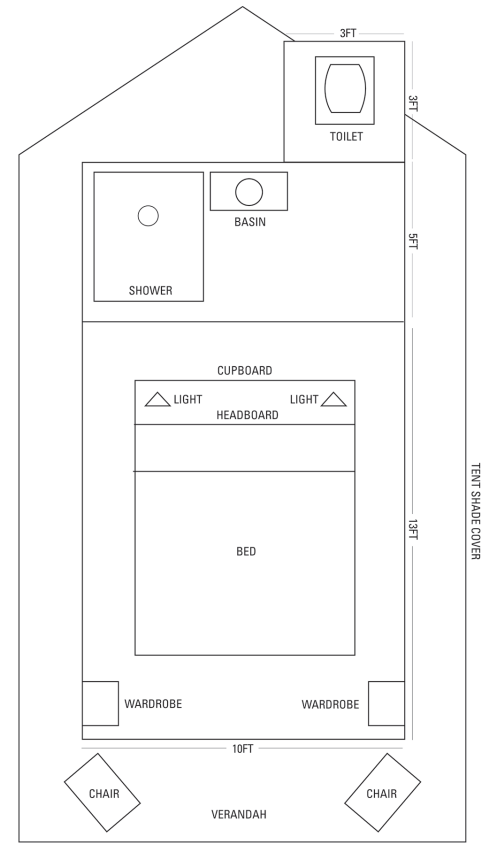 3FT
3FT
TOILET
BASIN
5FT
SHOWER
CUPBOARD
LIGHT
LIGHT
HEADBOARD
TENT SHADE COVER
13FT
BED
WARDROBE
WARDROBE
10FT
CHAIR
CHAIR
VERANDAH